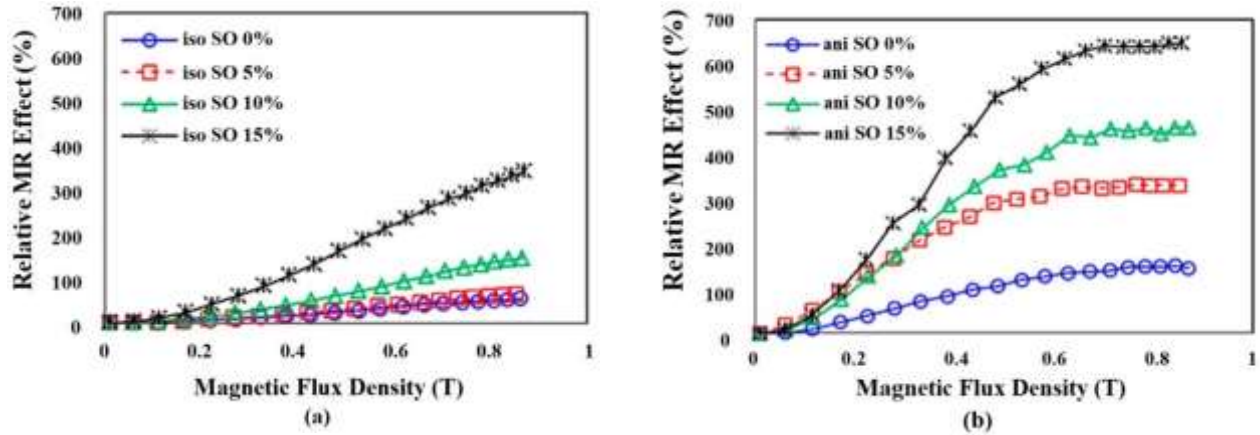 Relative MR Effect (%)
700
600
500
400
300
200
100
0
iso SO 0%
iso SO 5%
iso SO 10%
iso SO 15%
0 0.2 0.4 0.6 0.8 1
Magnetic Flux Density (T)
(a)
Relative MR Effect (%)
700
600
500
400
300
200
100
0
ani SO 0%
ani SO 5%
ani SO 10%
ani SO 15%
0 0.2 0.4 0.6 0.8 1
Magnetic Flux Density (T)
(b)